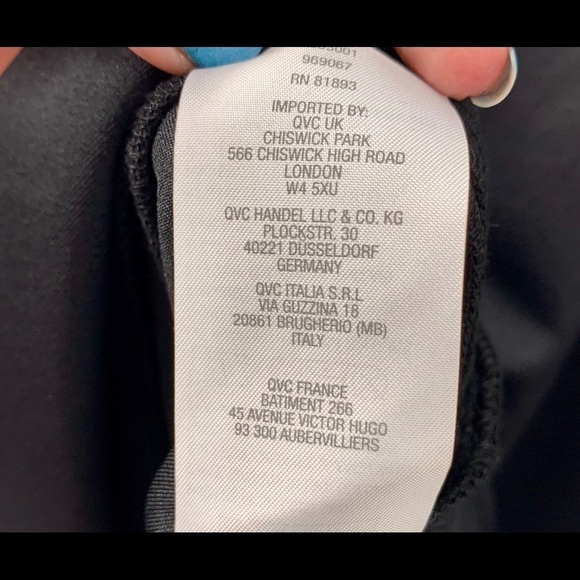 969067
RN 81893
IMPORTED BY:
QVC UK
CHISWICK PARK
566 CHISWICK HIGH ROAD
LONDON
W4 5XU
QVC HANDEL LLC & CO. KG
PLOCKSTR. 30
40221 DÜSSELDORF
GERMANY
QVC ITALIA S.R.L
VIA GUZZINA 18
20861 BRUGHERIO (MB)
ITALY
QVC FRANCE
BATIMENT 266
45 AVENUE VICTOR HUGO
93 300 AUBERVILLIERS